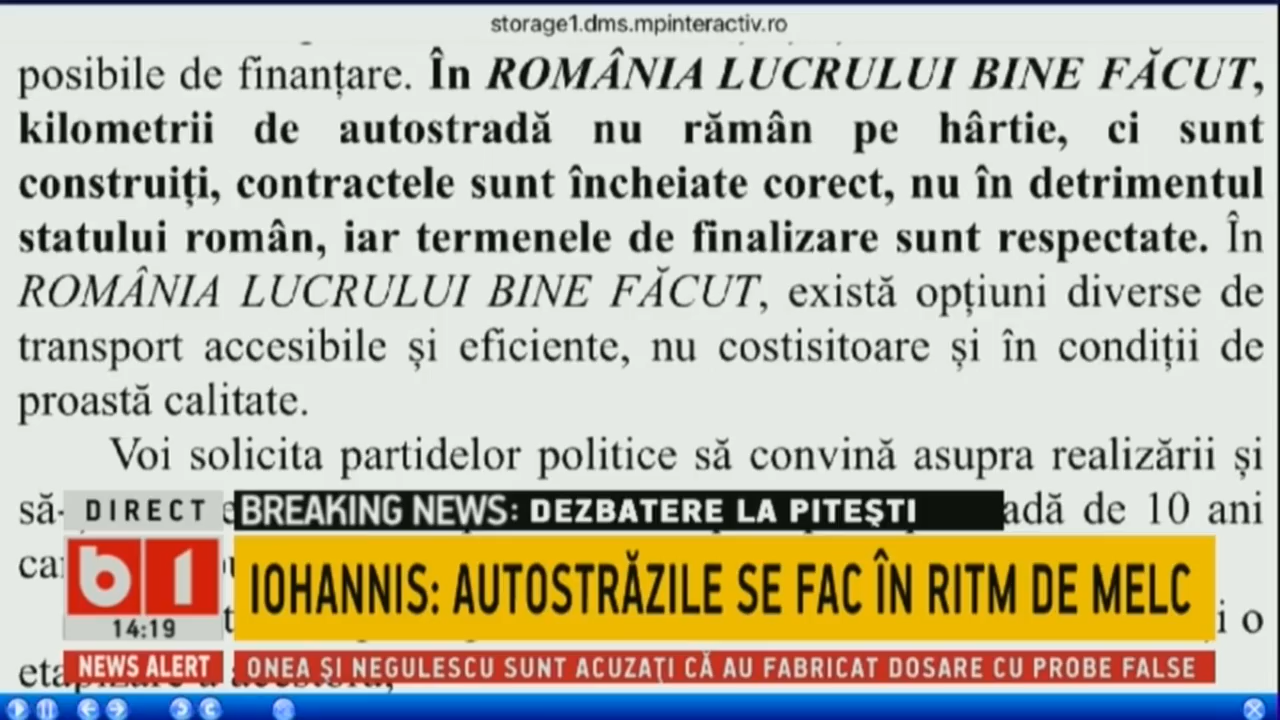 storage1.dms.mpinteractiv.ro
posibile de finanțare. În ROMÂNIA LUCRULUI BINE FĂCUT,
kilometrii de autostradă nu rămân pe hârtie, ci sunt
construiți, contractele sunt încheiate corect, nu în detrimentul
statului român, iar termenele de finalizare sunt respectate. În
ROMÂNIA LUCRULUI BINE FĂCUT, există opțiuni diverse de
transport accesibile și eficiente, nu costisitoare și în condiții de
proastă calitate.
Voi solicita partidelor politice să convină asupra realizării și
să- adă de 10 ani
DIRECT BREAKING NEWS: DEZBATERE LA PITEŞTI
b1 IOHANNIS: AUTOSTRĂZILE SE FAC ÎN RITM DE MELC
14:19
i o
NEWS ALERT ONEA ŞI NEGULESCU SUNT ACUZAŢI CĂ AU FABRICAT DOSARE CU PROBE FALSE